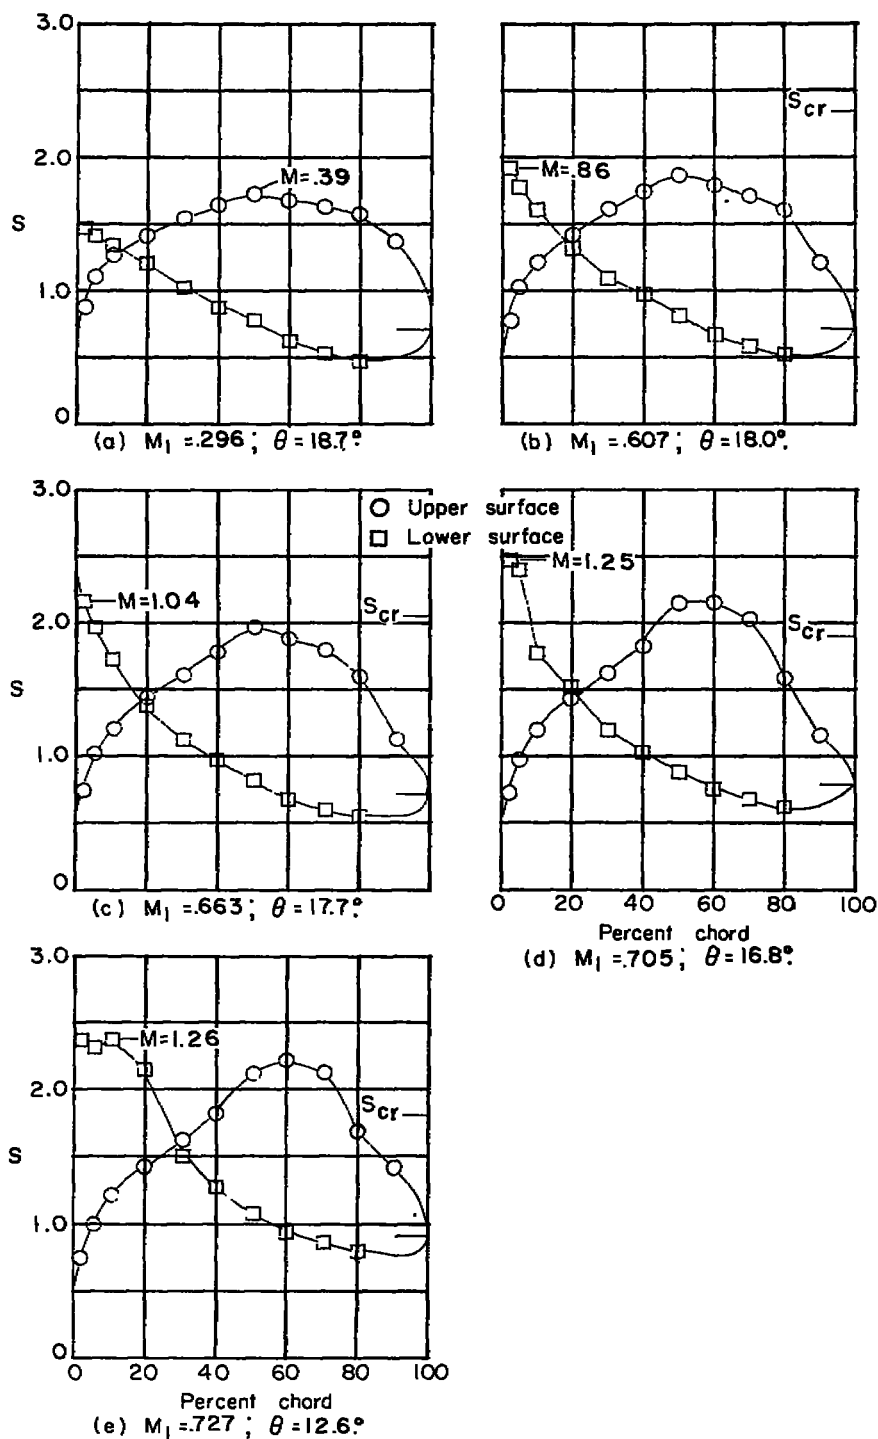 3.0
2.0
S
1.0
0
M=.39
(a) M₁=.296; θ=18.7°.
Scr
M=.86
(b) M₁=.607; θ=18.0°.
3.0
2.0
S
1.0
0
Upper surface
Lower surface
M=1.04
Scr
(c) M₁=.663; θ=17.7°.
M=1.25
Scr
0 20 40 60 80 100
Percent chord
(d) M₁=.705; θ=16.8°.
3.0
2.0
S
1.0
0
M=1.26
Scr
0 20 40 60 80 100
Percent chord
(e) M₁=.727; θ=12.6°.